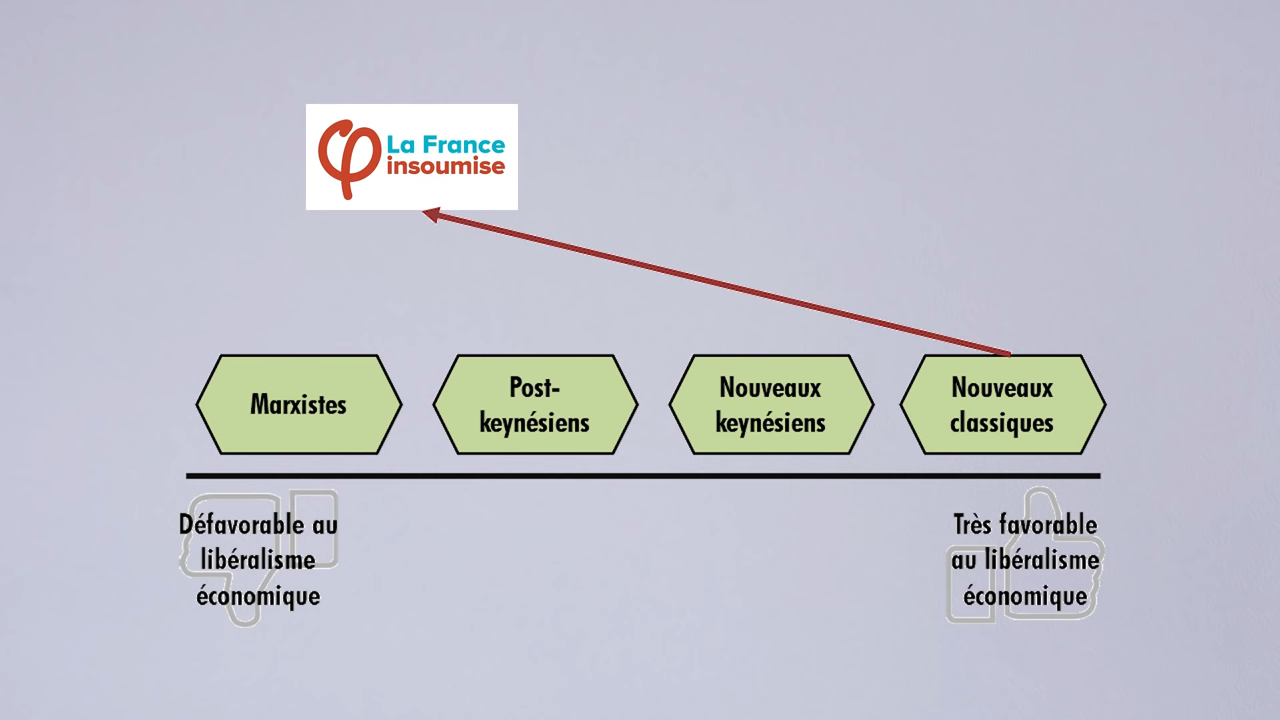 La France
insoumise
Marxistes
Post-
keynésiens
Nouveaux
keynésiens
Nouveaux
classiques
Défavorable au
libéralisme
économique
Très favorable
au libéralisme
économique